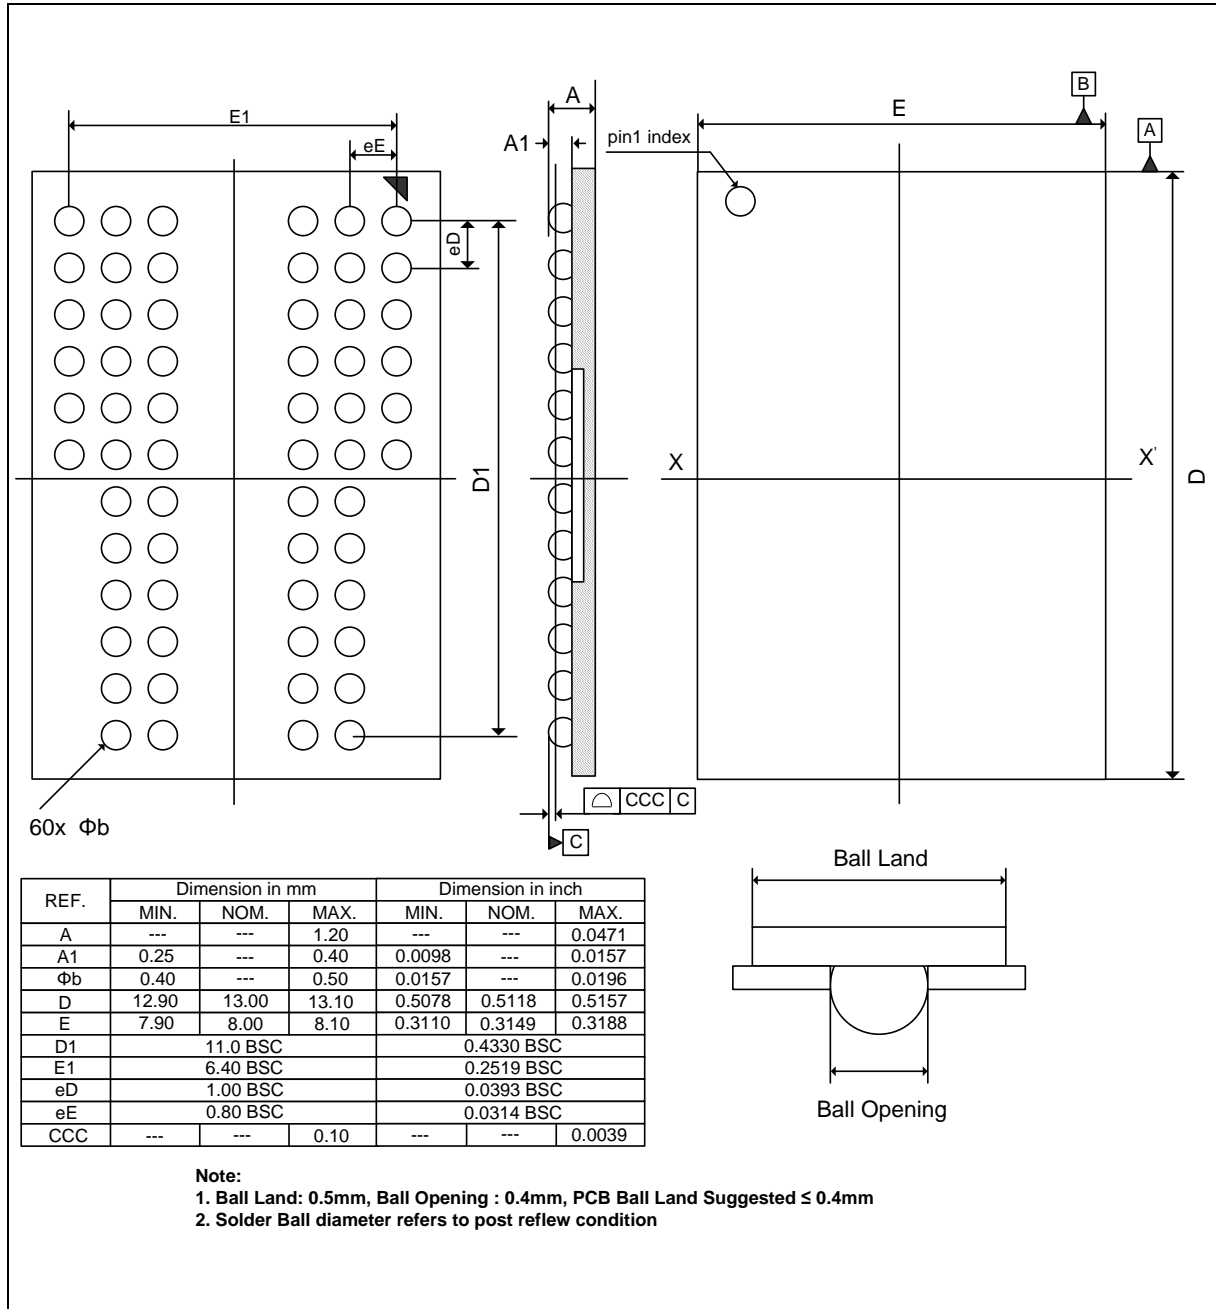 B
A
E
E1
A1
pin1 index
A
eE
eD
D1
X
X'
D
CCC C
C
60x Φb
Ball Land
REF. Dimension in mm Dimension in inch
MIN. NOM. MAX. MIN. NOM. MAX.
A --- --- 1.20 --- --- 0.0471
A1 0.25 --- 0.40 0.0098 --- 0.0157
Φb 0.40 --- 0.50 0.0157 --- 0.0196
D 12.90 13.00 13.10 0.5078 0.5118 0.5157
E 7.90 8.00 8.10 0.3110 0.3149 0.3188
D1 11.0 BSC 0.4330 BSC
E1 6.40 BSC 0.2519 BSC
eD 1.00 BSC 0.0393 BSC
eE 0.80 BSC 0.0314 BSC
CCC --- --- 0.10 --- --- 0.0039
Ball Opening
Note:
1. Ball Land: 0.5mm, Ball Opening : 0.4mm, PCB Ball Land Suggested ≤ 0.4mm
2. Solder Ball diameter refers to post reflew condition